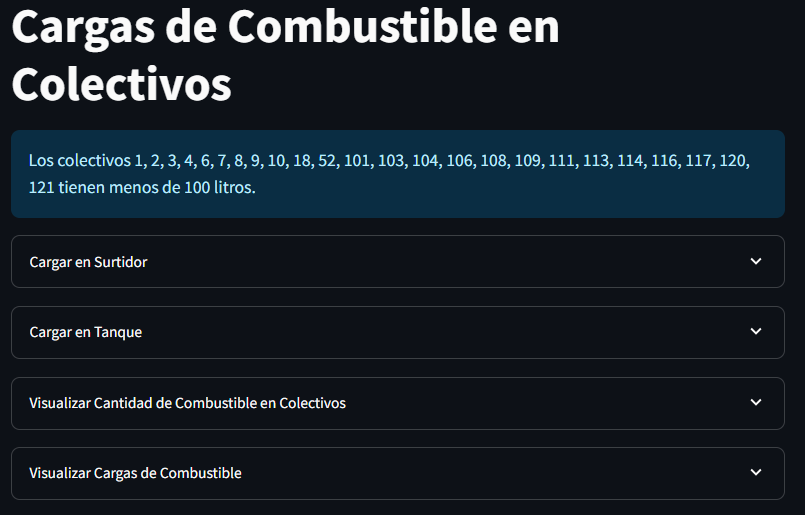 Cargas de Combustible en
Colectivos
Los colectivos 1, 2, 3, 4, 6, 7, 8, 9, 10, 18, 52, 101, 103, 104, 106, 108, 109, 111, 113, 114, 116, 117, 120,
121 tienen menos de 100 litros.
Cargar en Surtidor
Cargar en Tanque
Visualizar Cantidad de Combustible en Colectivos
Visualizar Cargas de Combustible